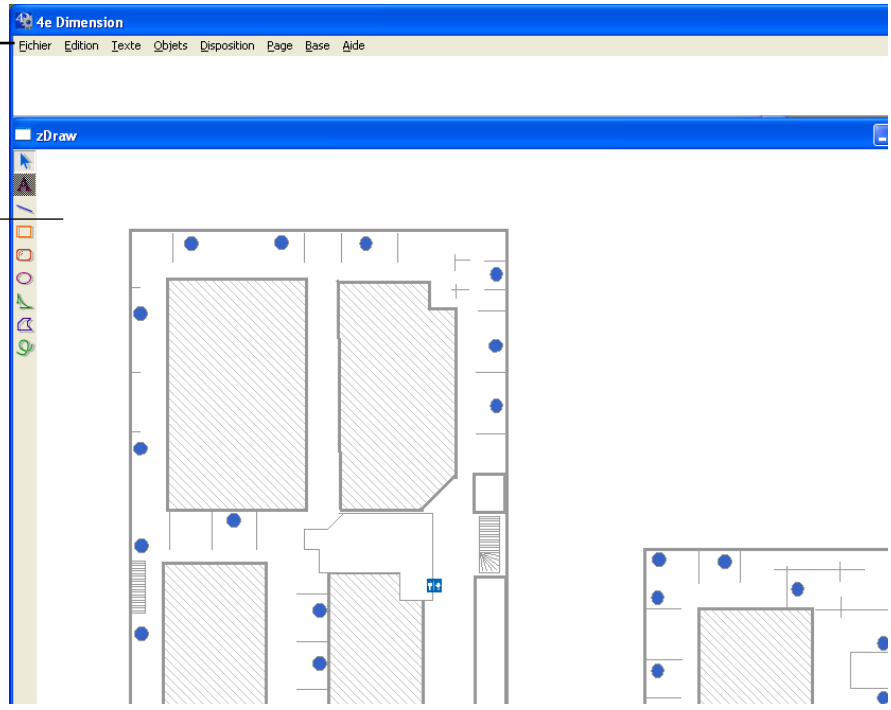 4e Dimension
Fichier Edition Texte Objets Disposition Page Base Aide
zDraw
A